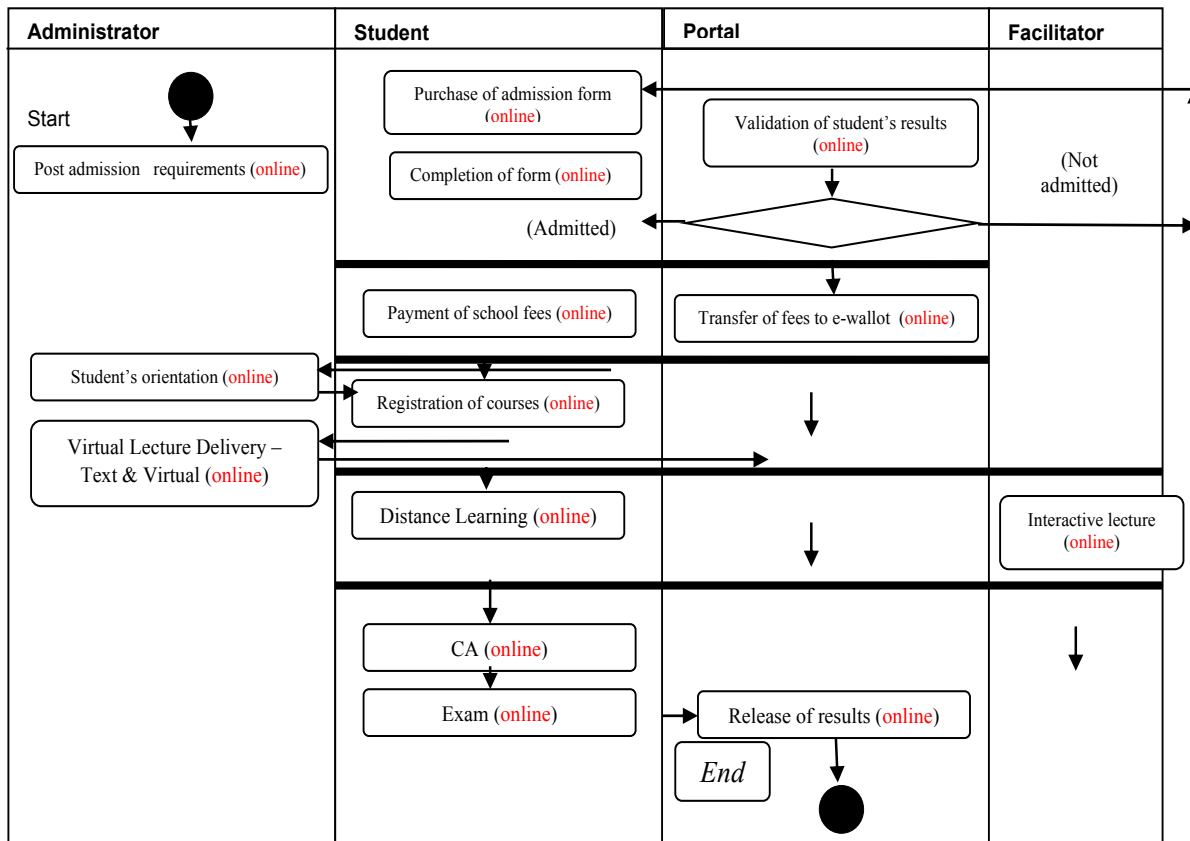 Administrator
Student
Portal
Facilitator
Start
Post admission requirements (online)
Purchase of admission form
(online)
Completion of form (online)
(Admitted)
Validation of student's results
(online)
(Not
admitted)
Payment of school fees (online)
Transfer of fees to e-wallot (online)
Student's orientation (online)
Registration of courses (online)
Virtual Lecture Delivery –
Text & Virtual (online)
Distance Learning (online)
Interactive lecture
(online)
CA (online)
Exam (online)
Release of results (online)
End